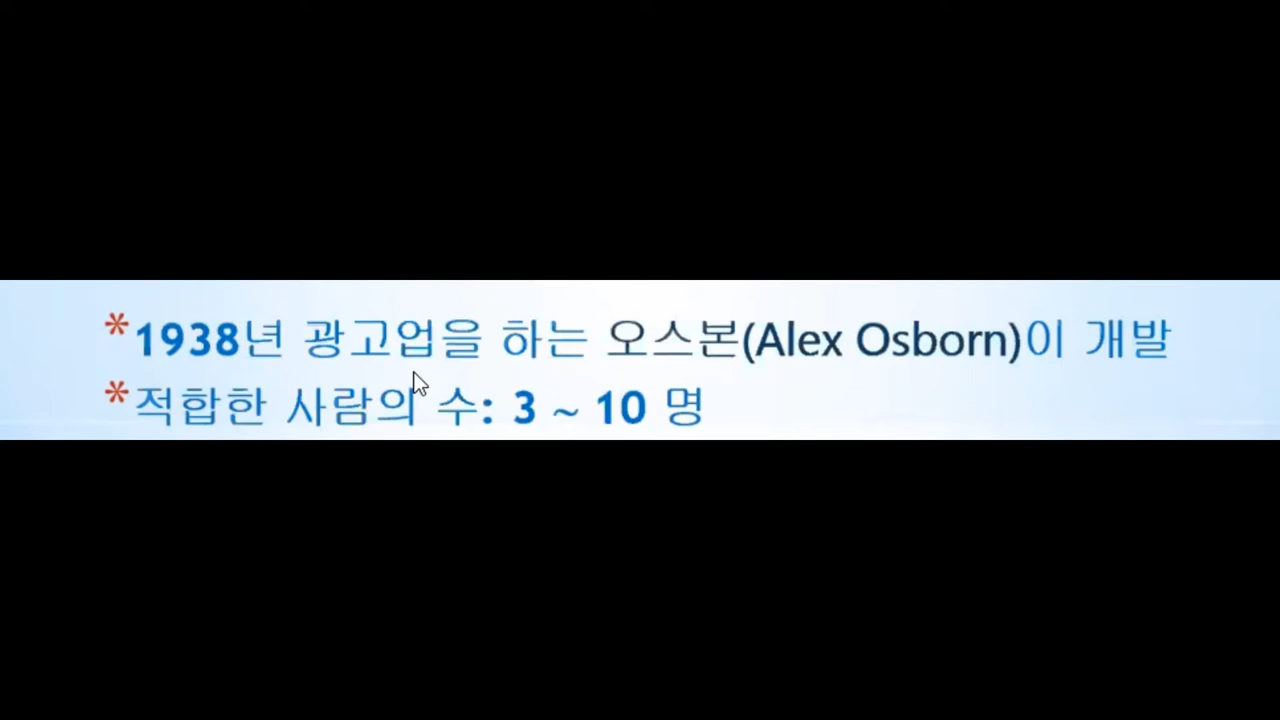 *1938년 광고업을 하는 오스본(Alex Osborn)이 개발
*적합한 사람의 수: 3 ~ 10 명